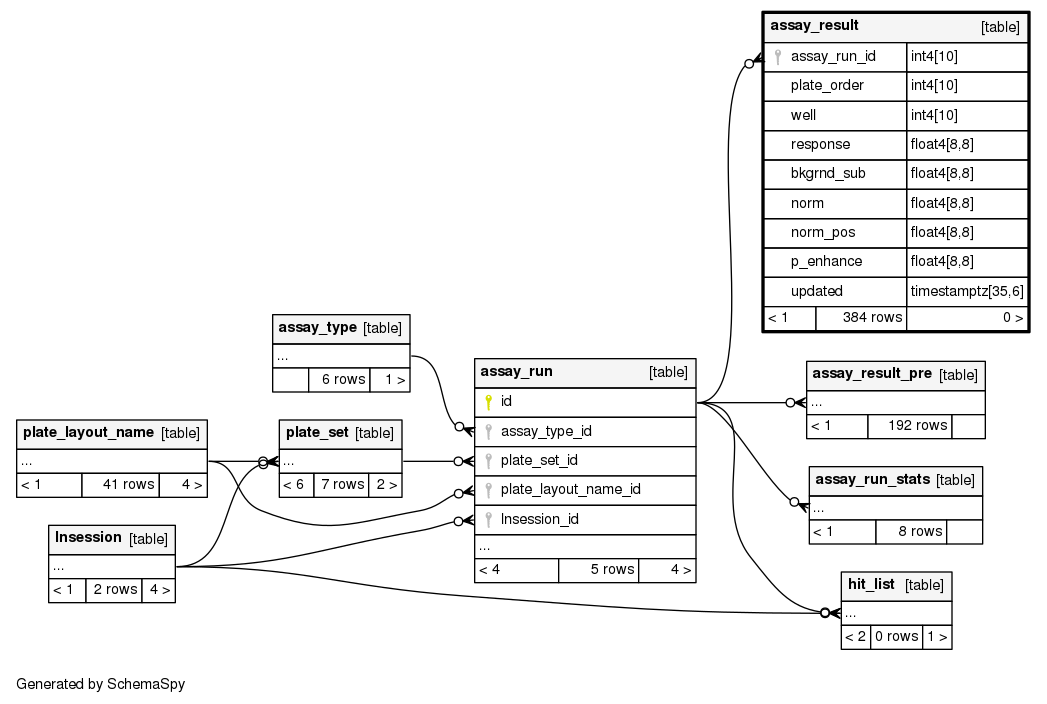 assay_result [table]
assay_run_id int4[10]
plate_order int4[10]
well int4[10]
response float4[8,8]
bkgrnd_sub float4[8,8]
norm float4[8,8]
norm_pos float4[8,8]
p_enhance float4[8,8]
updated timestamptz[35,6]
< 1 384 rows 0 >
assay_type [table]
...
6 rows 1 >
assay_run [table]
id
assay_type_id
plate_set_id
plate_layout_name_id
lnsession_id
...
< 4 5 rows 4 >
assay_result_pre [table]
...
< 1 192 rows
plate_layout_name [table]
...
< 1 41 rows 4 >
plate_set [table]
...
< 6 7 rows 2 >
assay_run_stats [table]
...
< 1 8 rows
lnsession [table]
...
< 1 2 rows 4 >
hit_list [table]
...
< 2 0 rows 1 >
Generated by SchemaSpy